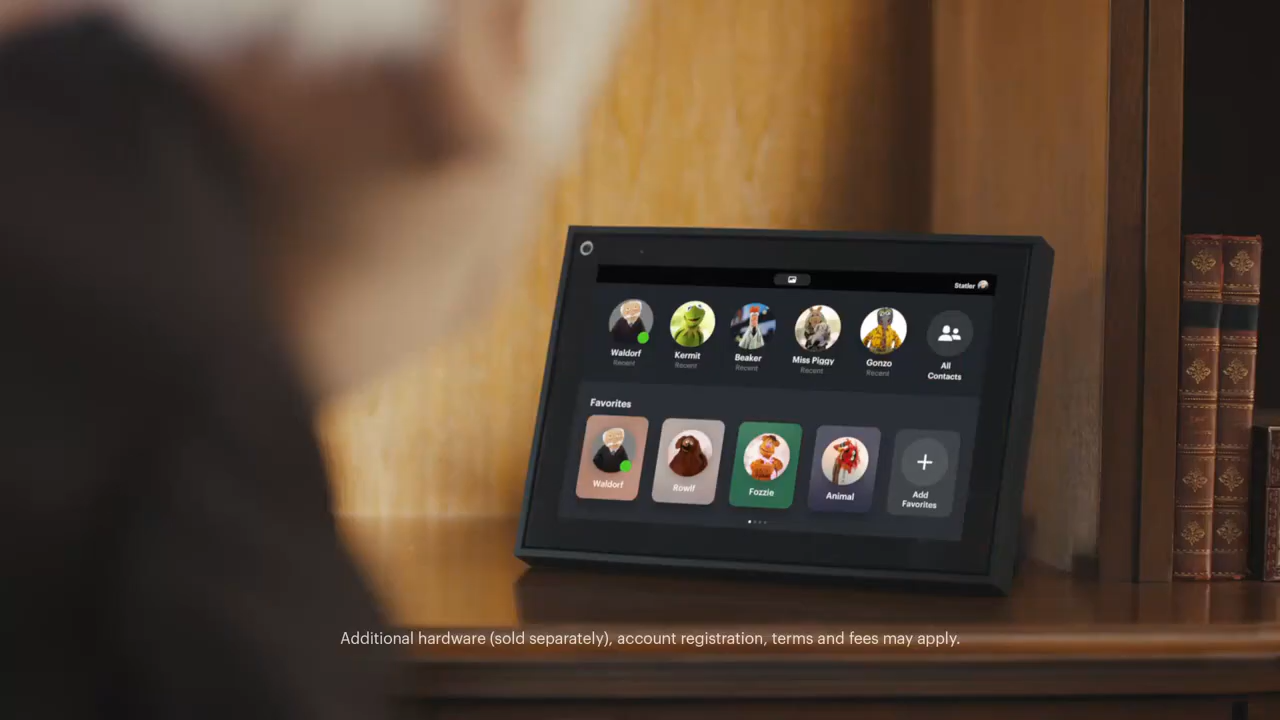 Statler
Waldorf
Recent
Kermit
Recent
Beaker
Recent
Miss Piggy
Recent
Gonzo
Recent
All
Contacts
Favorites
Waldorf
Rowlf
Fozzie
Animal
Add
Favorites
Additional hardware (sold separately), account registration, terms and fees may apply.